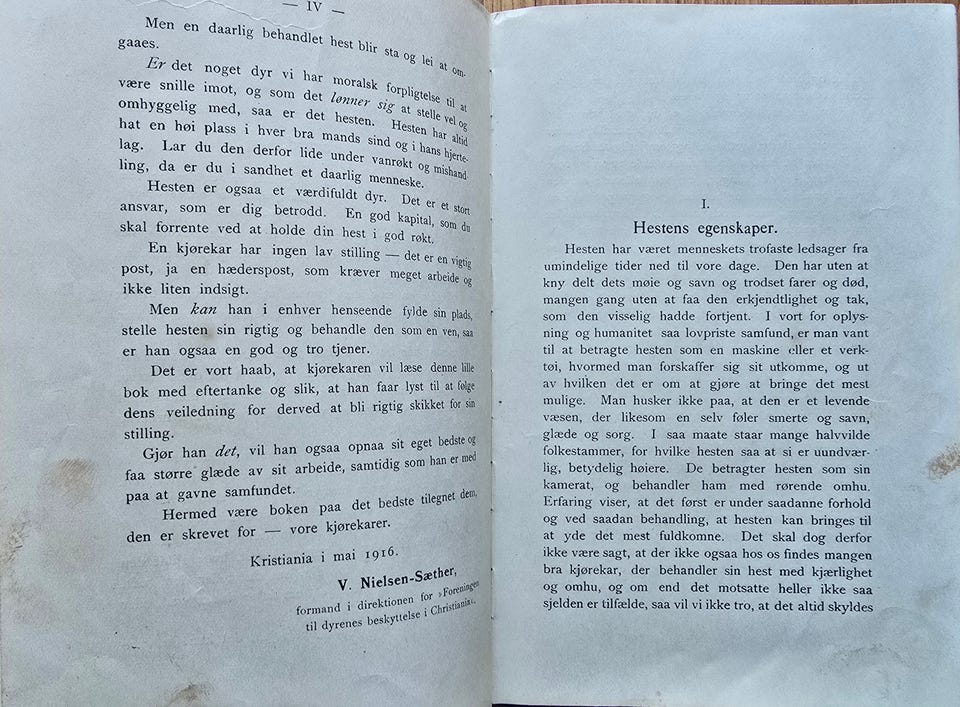 — IV —
Men en daarlig behandlet hest blir sta og lei at om-
gaaes.
Er det noget dyr vi har moralsk forpligtelse til at
være snille imot, og som det lønner sig at stelle vel og
omhyggelig med, saa er det hesten. Hesten har altid
hat en høi plass i hver bra mands sind og i hans hjerte-
lag. Lar du den derfor lide under vanrøkt og mishand-
ling, da er du i sandhet et daarlig menneske.
Hesten er ogsaa et værdifuldt dyr. Det er et stort
ansvar, som er dig betrodd. En god kapital, som du
skal forrente ved at holde din hest i god røkt.
En kjørekar har ingen lav stilling — det er en vigtig
post, ja en hæderspost, som kræver meget arbeide og
ikke liten indsigt.
Men kan han i enhver henseende fylde sin plads,
stelle hesten sin rigtig og behandle den som en ven, saa
er han ogsaa en god og tro tjener.
Det er vort haab, at kjørekaren vil læse denne lille
bok med eftertanke og slik, at han faar lyst til at følge
dens veiledning for derved at bli rigtig skikket for sin
stilling.
Gjør han det, vil han ogsaa opnaa sit eget bedste og
faa større glæde av sit arbeide, samtidig som han er med
paa at gavne samfundet.
Hermed være boken paa det bedste tilegnet dem,
den er skrevet for — vore kjørekarer.
Kristiania i mai 1916.
V. Nielsen-Sæther,
formand i direktionen for »Foreningen
til dyrenes beskyttelse i Christiania«.
I.
Hestens egenskaper.
Hesten har været menneskets trofaste ledsager fra
umindelige tider ned til vore dage. Den har uten at
kny delt dets møie og savn og trodset farer og død,
mangen gang uten at faa den erkjendtlighet og tak,
som den visselig hadde fortjent. I vort for oplys-
ning og humanitet saa lovpriste samfund, er man vant
til at betragte hesten som en maskine eller et verk-
tøi, hvormed man forskaffer sig sit utkomme, og ut
av hvilken det er om at gjøre at bringe det mest
mulige. Man husker ikke paa, at den er et levende
væsen, der likesom en selv føler smerte og savn,
glæde og sorg. I saa maate staar mange halvvilde
folkestammer, for hvilke hesten saa at si er uundvær-
lig, betydelig høiere. De betragter hesten som sin
kamerat, og behandler ham med rørende omhu.
Erfaring viser, at det først er under saadanne forhold
og ved saadan behandling, at hesten kan bringes til
at yde det mest fuldkomne. Det skal dog derfor
ikke være sagt, at der ikke ogsaa hos os findes mangen
bra kjørekar, der behandler sin hest med kjærlighet
og omhu, og om end det motsatte heller ikke saa
sjelden er tilfælde, saa vil vi ikke tro, at det altid skyldes